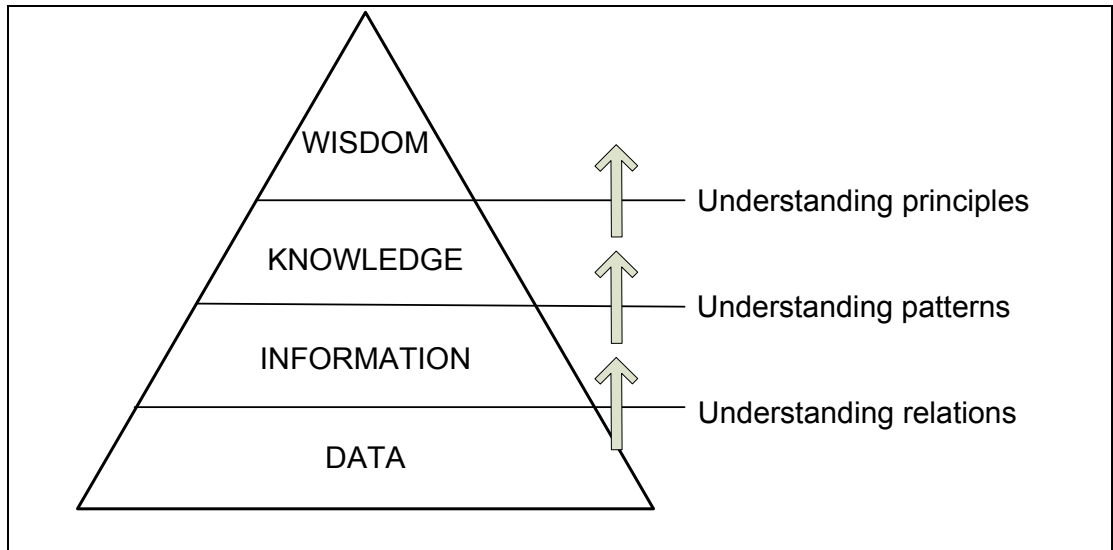 WISDOM
Understanding principles
KNOWLEDGE
Understanding patterns
INFORMATION
Understanding relations
DATA